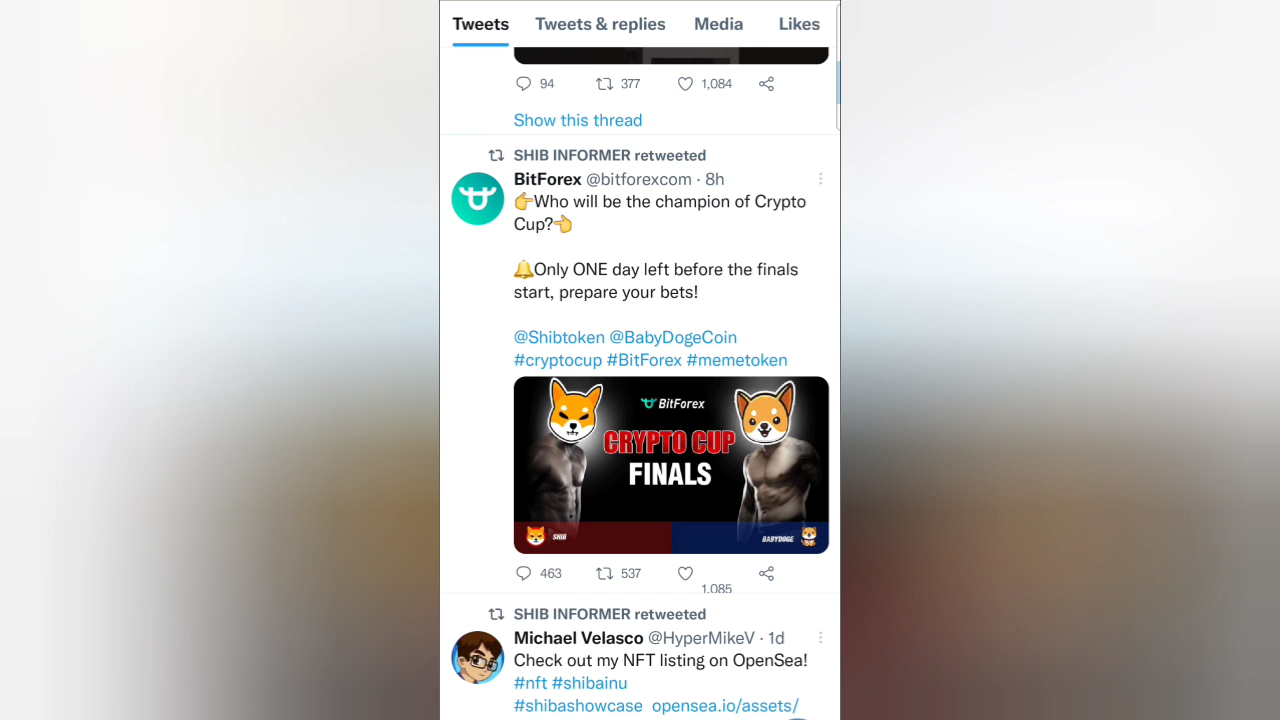 Tweets Tweets & replies Media Likes
94 377 1,084
Show this thread
SHIB INFORMER retweeted
BitForex @bitforexcom · 8h
👉Who will be the champion of Crypto
Cup?👈
🔔Only ONE day left before the finals
start, prepare your bets!
@Shibtoken @BabyDogeCoin
#cryptocup #BitForex #memetoken
BitForex
CRYPTO CUP
FINALS
SHIB
BABYDOGE
463 537 1,085
SHIB INFORMER retweeted
Michael Velasco @HyperMikeV · 1d
Check out my NFT listing on OpenSea!
#nft #shibainu
#shibashowcase opensea.io/assets/